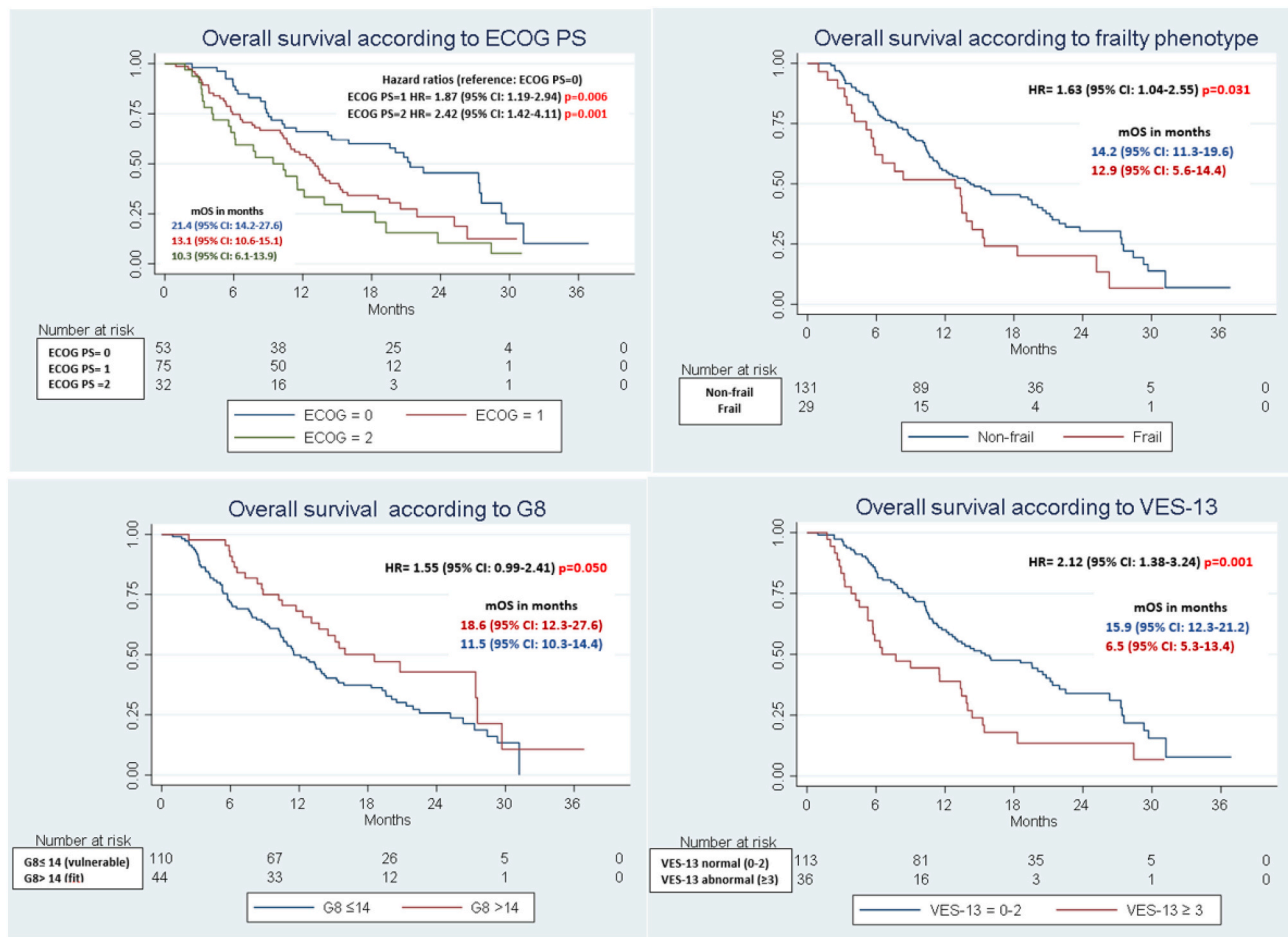 Overall survival according to ECOG PS
Hazard ratios (reference: ECOG PS=0)
ECOG PS=1 HR= 1.87 (95% CI: 1.19-2.94) p=0.006
ECOG PS=2 HR= 2.42 (95% CI: 1.42-4.11) p=0.001
mOS in months
21.4 (95% CI: 14.2-27.6)
13.1 (95% CI: 10.6-15.1)
10.3 (95% CI: 6.1-13.9)
1.00
0.75
0.50
0.25
0.00
0 6 12 18 24 30 36
Months
Number at risk
ECOG PS= 0 53 38 25 4 0
ECOG PS= 1 75 50 12 1 0
ECOG PS =2 32 16 3 1 0
ECOG = 0 ECOG = 1
ECOG = 2
Overall survival according to frailty phenotype
HR= 1.63 (95% CI: 1.04-2.55) p=0.031
mOS in months
14.2 (95% CI: 11.3-19.6)
12.9 (95% CI: 5.6-14.4)
1.00
0.75
0.50
0.25
0.00
0 6 12 18 24 30 36
Months
Number at risk
Non-frail 131 89 36 5 0
Frail 29 15 4 1 0
Non-frail Frail
Overall survival according to G8
HR= 1.55 (95% CI: 0.99-2.41) p=0.050
mOS in months
18.6 (95% CI: 12.3-27.6)
11.5 (95% CI: 10.3-14.4)
1.00
0.75
0.50
0.25
0.00
0 6 12 18 24 30 36
Months
Number at risk
G8≤ 14 (vulnerable) 110 67 26 5 0
G8> 14 (fit) 44 33 12 1 0
G8 ≤14 G8 >14
Overall survival according to VES-13
HR= 2.12 (95% CI: 1.38-3.24) p=0.001
mOS in months
15.9 (95% CI: 12.3-21.2)
6.5 (95% CI: 5.3-13.4)
1.00
0.75
0.50
0.25
0.00
0 6 12 18 24 30 36
Months
Number at risk
VES-13 normal (0-2) 113 81 35 5 0
VES-13 abnormal (≥3) 36 16 3 1 0
VES-13 = 0-2 VES-13 ≥ 3